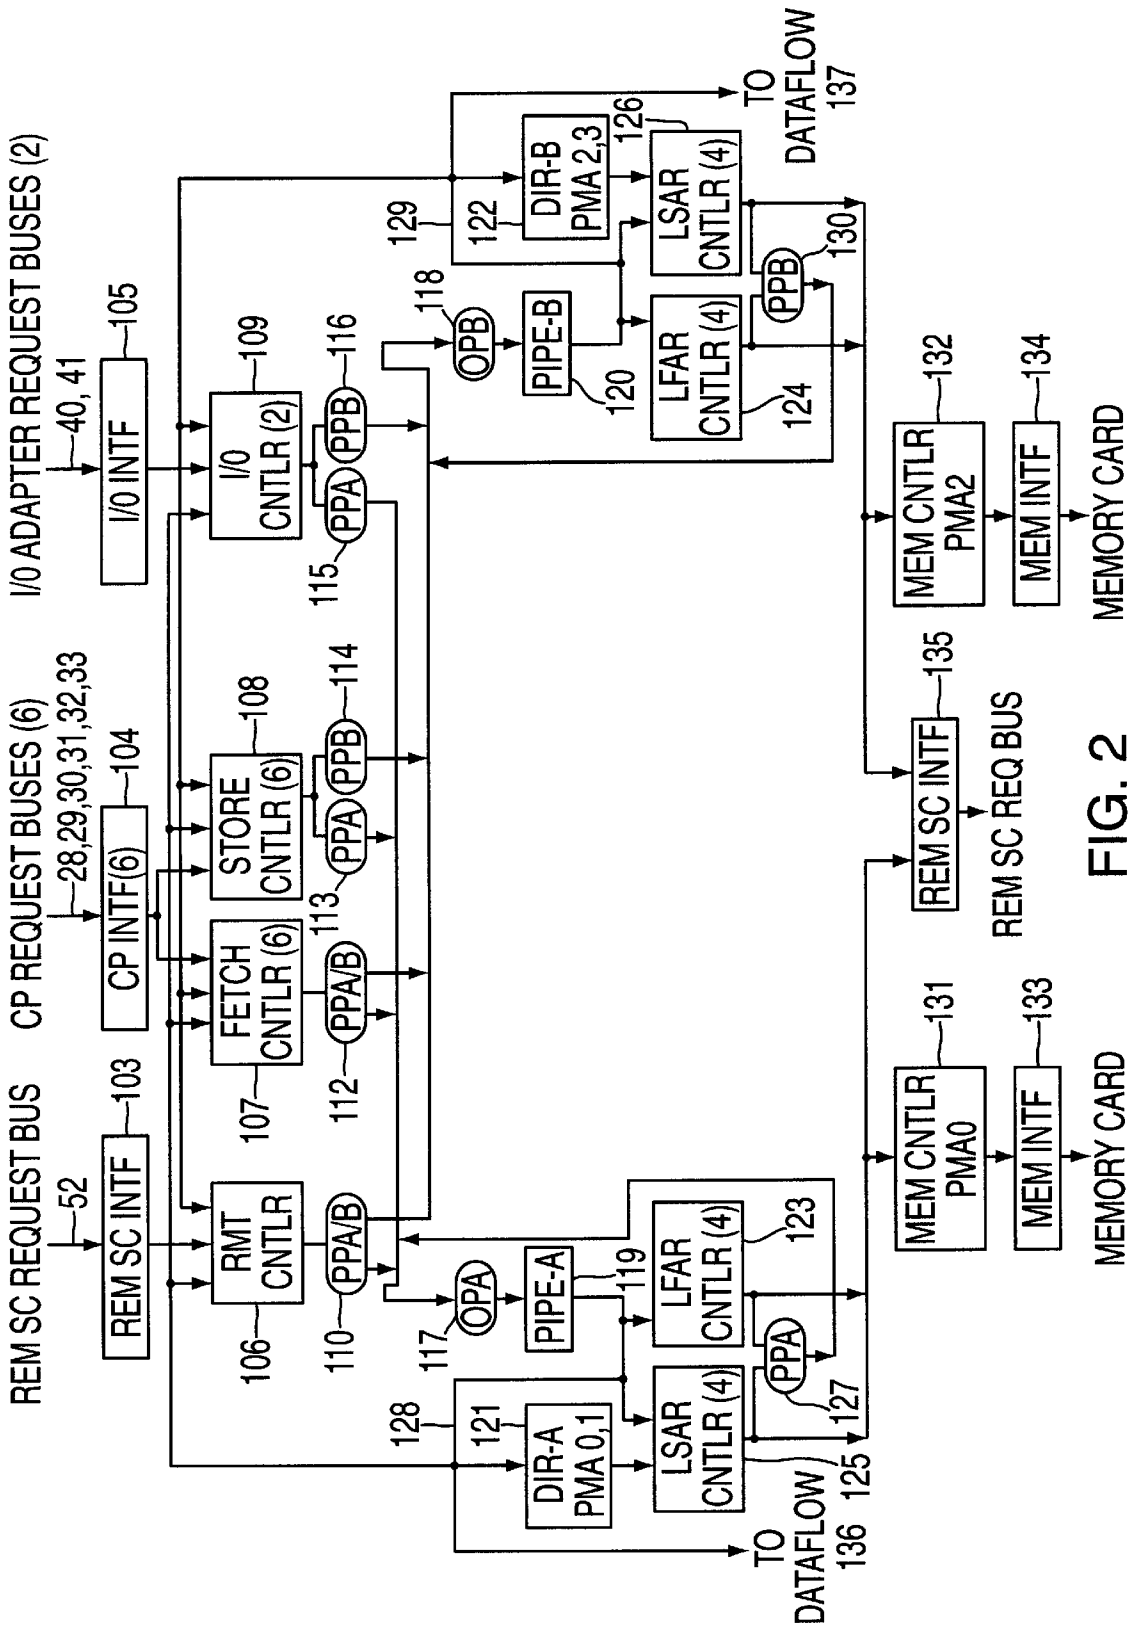 REM SC REQUEST BUS
52
REM SC INTF
103
CP REQUEST BUSES (6)
28,29,30,31,32,33
CP INTF(6)
104
I/O ADAPTER REQUEST BUSES (2)
40, 41
I/O INTF
105
RMT
CNTLR
106
FETCH
CNTLR (6)
107
STORE
CNTLR (6)
108
I/O
CNTLR (2)
109
PPA/B
110
PPA/B
112
PPA
113
PPB
114
PPA
115
PPB
116
OPA
117
OPB
118
PIPE-A
119
PIPE-B
120
128
121
DIR-A
PMA 0,1
129
122
DIR-B
PMA 2,3
LSAR
CNTLR (4)
125
LFAR
CNTLR (4)
123
LFAR
CNTLR (4)
124
LSAR
CNTLR (4)
126
PPA
127
PPB
130
TO
DATAFLOW
136
TO
DATAFLOW
137
MEM CNTLR
PMA0
131
MEM INTF
133
MEMORY CARD
REM SC INTF
135
REM SC REQ BUS
MEM CNTLR
PMA2
132
MEM INTF
134
MEMORY CARD
FIG. 2